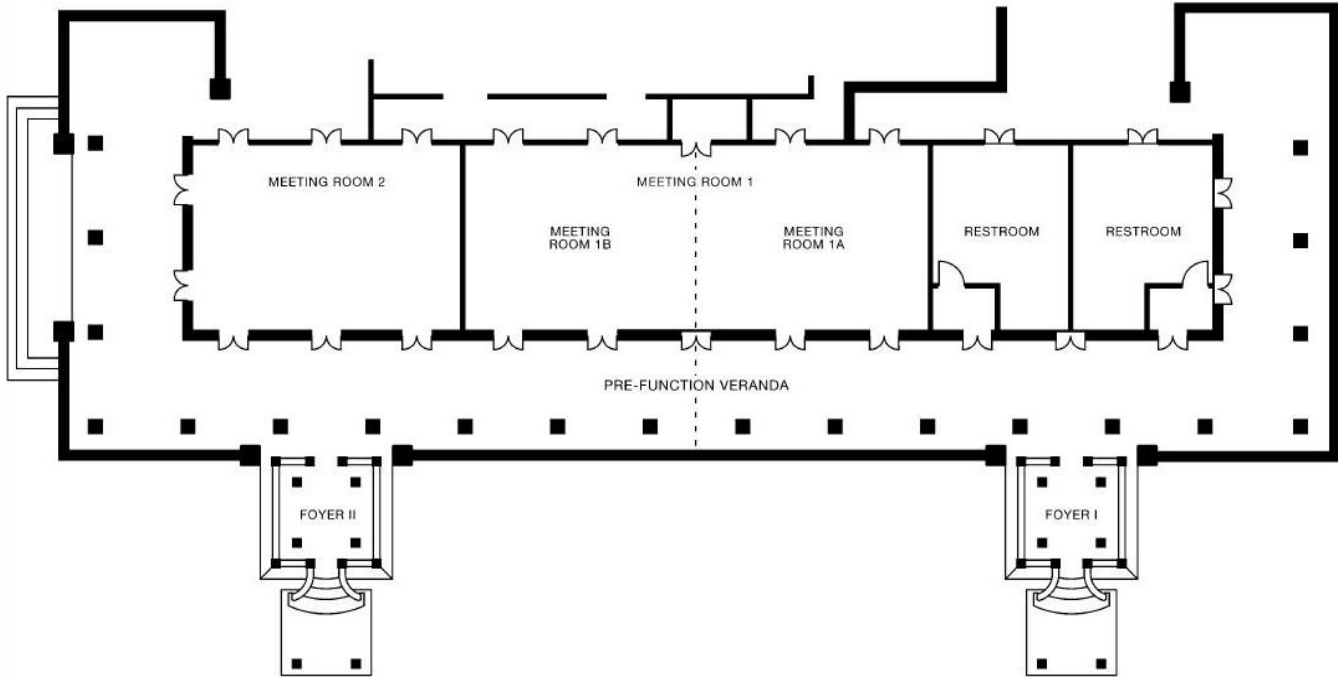 MEETING ROOM 2
MEETING ROOM 1
MEETING
ROOM 1B
MEETING
ROOM 1A
RESTROOM
RESTROOM
PRE-FUNCTION VERANDA
FOYER II
FOYER I